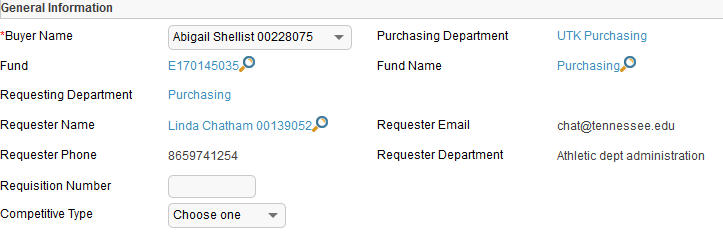 General Information
*Buyer Name Abigail Shellist 00228075 Purchasing Department UTK Purchasing
Fund E170145035 Fund Name Purchasing
Requesting Department Purchasing
Requester Name Linda Chatham 00139052 Requester Email chat@tennessee.edu
Requester Phone 8659741254 Requester Department Athletic dept administration
Requisition Number
Competitive Type Choose one